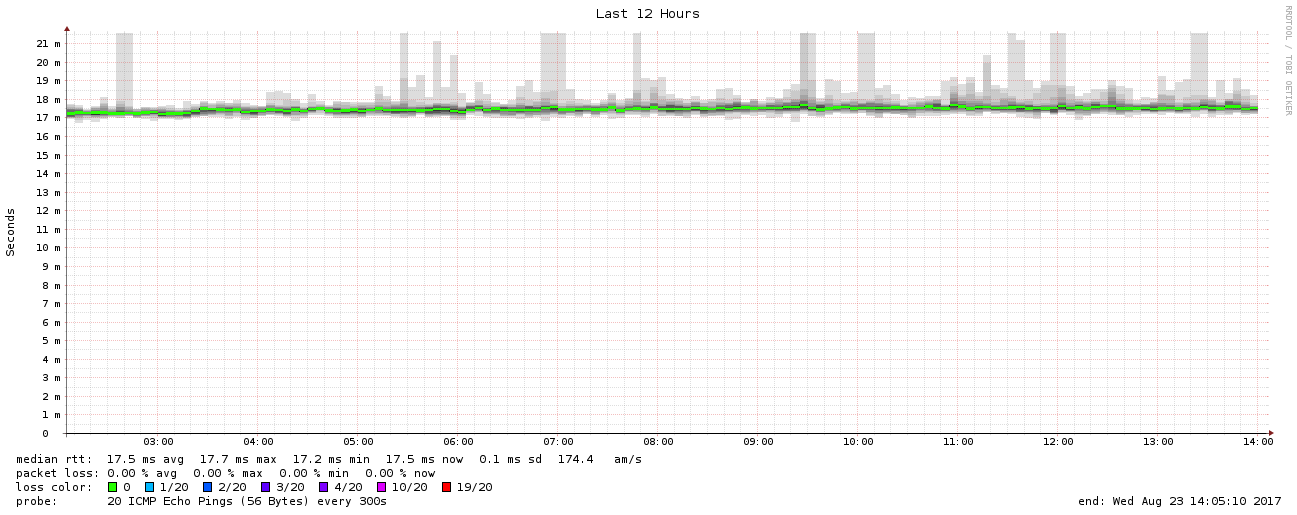 Last 12 Hours
RRDTOOL / TOBI OETIKER
Seconds
21 m
20 m
19 m
18 m
17 m
16 m
15 m
14 m
13 m
12 m
11 m
10 m
9 m
8 m
7 m
6 m
5 m
4 m
3 m
2 m
1 m
0
03:00 04:00 05:00 06:00 07:00 08:00 09:00 10:00 11:00 12:00 13:00 14:00
median rtt: 17.5 ms avg 17.7 ms max 17.2 ms min 17.5 ms now 0.1 ms sd 174.4 am/s
packet loss: 0.00 % avg 0.00 % max 0.00 % min 0.00 % now
loss color: 0 1/20 2/20 3/20 4/20 10/20 19/20
probe: 20 ICMP Echo Pings (56 Bytes) every 300s end: Wed Aug 23 14:05:10 2017